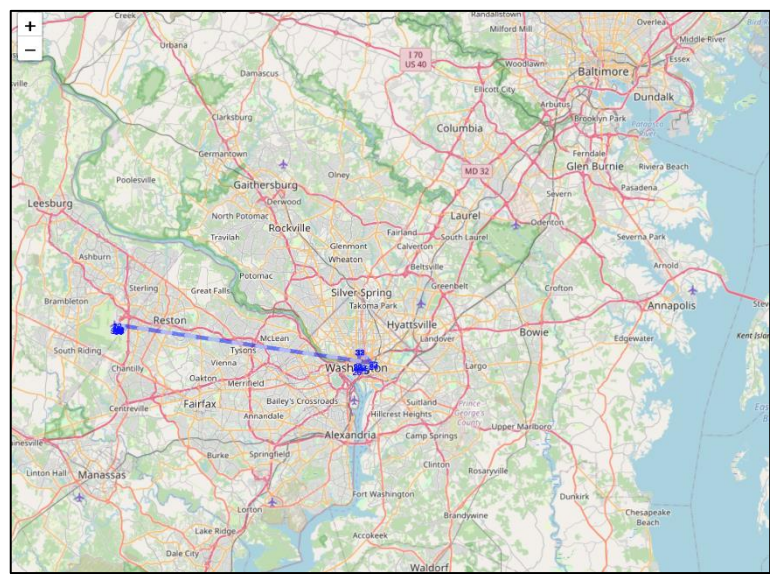 +
−
Creek
Urbana
Damascus
Randallstown
Milford Mill
Overlea
I 70
US 40
Woodlawn
Middle River
Essex
Baltimore
Dundalk
Ellicott City
Arbutus
Brooklyn Park
Clarksburg
Columbia
Germantown
Olney
Ferndale
Glen Burnie
Riviera Beach
Poolesville
Gaithersburg
MD 32
Pasadena
Derwood
Severn
Leesburg
North Potomac
Rockville
Laurel
Odenton
Travilah
Glenmont
Fairland
South Laurel
Severna Park
Ashburn
Wheaton
Calverton
Beltsville
Arnold
Brambleton
Sterling
Great Falls
Potomac
Silver Spring
Greenbelt
Crofton
Annapolis
Takoma Park
Reston
Hyattsville
Bowie
McLean
Landover
Edgewater
Kent Island
South Riding
Tysons
Chantilly
Vienna
Washington
Largo
Oakton
Merrifield
Centreville
Fairfax
Bailey's Crossroads
Suitland
Prince
George's
County
Annandale
Hillcrest Heights
Alexandria
Camp Springs
Upper Marlboro
Burke
Springfield
Linton Hall
Manassas
Clinton
Rosaryville
Lorton
Fort Washington
Dunkirk
Chesapeake
Beach
Lake Ridge
Accokeek
Brandywine
Dale City
Waldorf